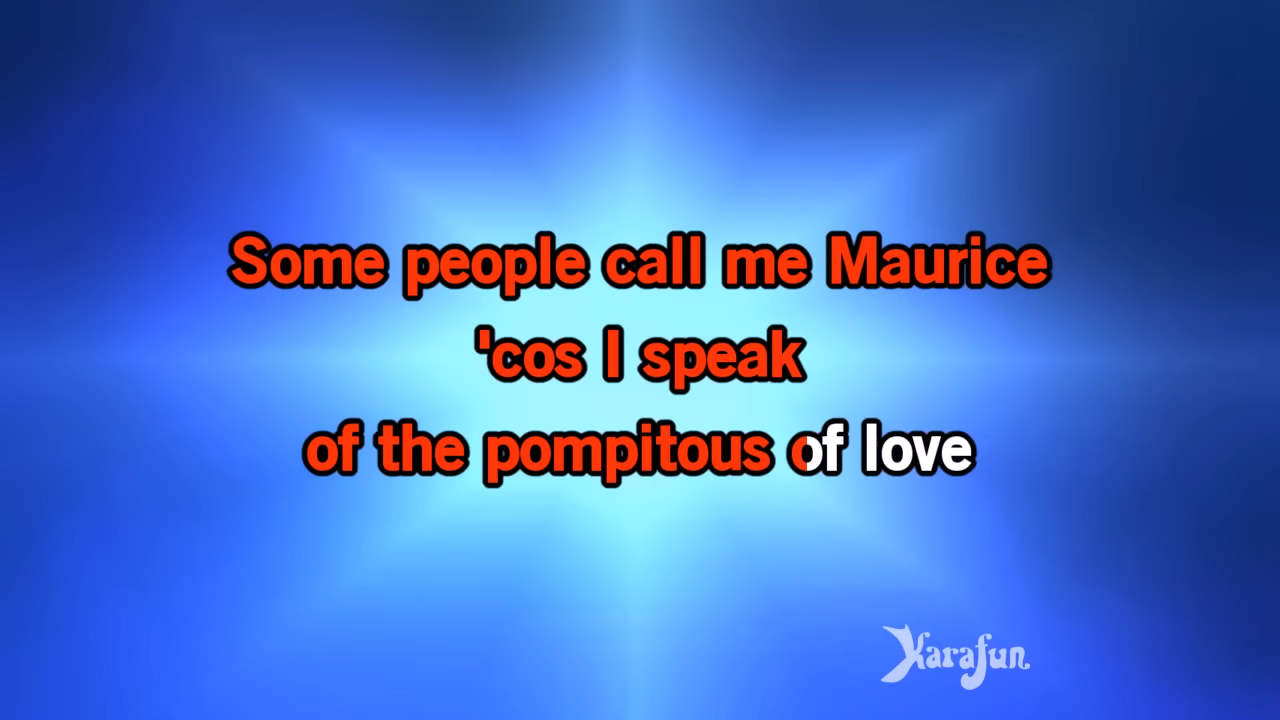 Some people call me Maurice
'cos I speak
of the pompitous of love
Karafun